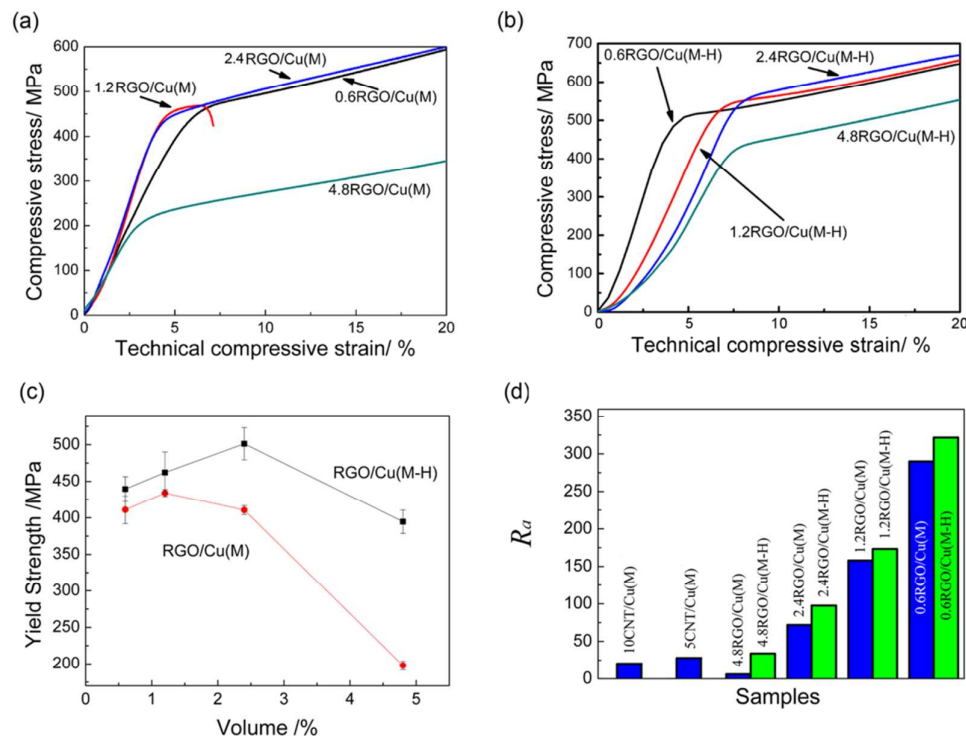 (a)
Compressive stress/ MPa
600
500
400
300
200
100
0
0
5
10
15
20
Technical compressive strain/ %
1.2RGO/Cu(M)
2.4RGO/Cu(M)
0.6RGO/Cu(M)
4.8RGO/Cu(M)
(b)
Compressive stress/ MPa
700
600
500
400
300
200
100
0
0
5
10
15
20
Technical compressive strain/ %
0.6RGO/Cu(M-H)
2.4RGO/Cu(M-H)
4.8RGO/Cu(M-H)
1.2RGO/Cu(M-H)
(c)
Yield Strength /MPa
500
450
400
350
300
250
200
0
1
2
3
4
5
Volume /%
RGO/Cu(M-H)
RGO/Cu(M)
(d)
Ra
350
300
250
200
150
100
50
0
10CNT/Cu(M)
5CNT/Cu(M)
4.8RGO/Cu(M)
4.8RGO/Cu(M-H)
2.4RGO/Cu(M)
2.4RGO/Cu(M-H)
1.2RGO/Cu(M)
1.2RGO/Cu(M-H)
0.6RGO/Cu(M)
0.6RGO/Cu(M-H)
Samples